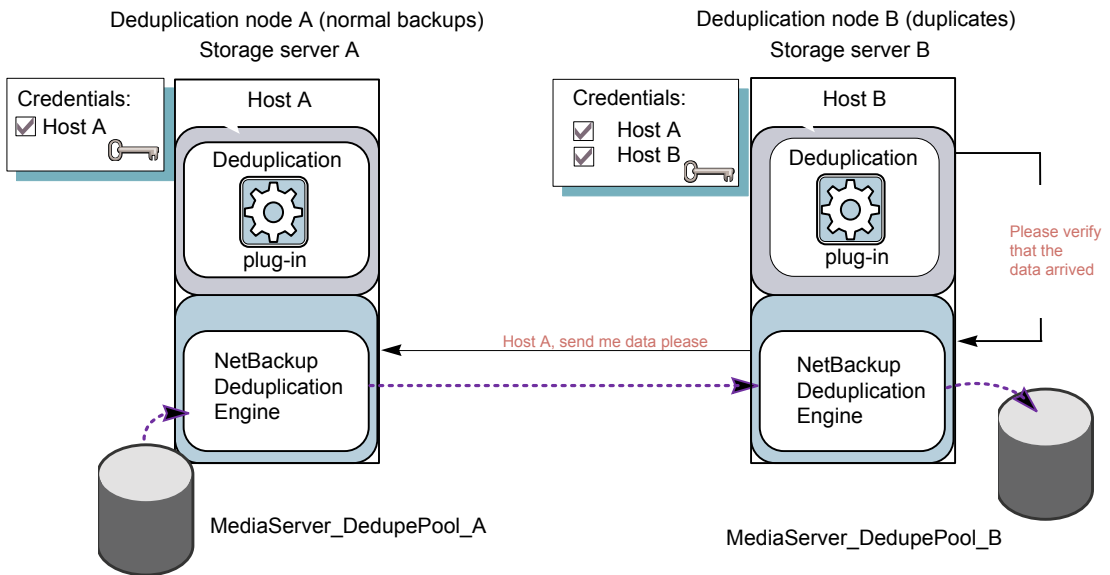 Deduplication node A (normal backups)
Storage server A
Credentials:
Host A
Host A
Deduplication
plug-in
NetBackup
Deduplication
Engine
MediaServer_DedupePool_A
Host A, send me data please
Deduplication node B (duplicates)
Storage server B
Credentials:
Host A
Host B
Host B
Deduplication
plug-in
Please verify
that the
data arrived
NetBackup
Deduplication
Engine
MediaServer_DedupePool_B